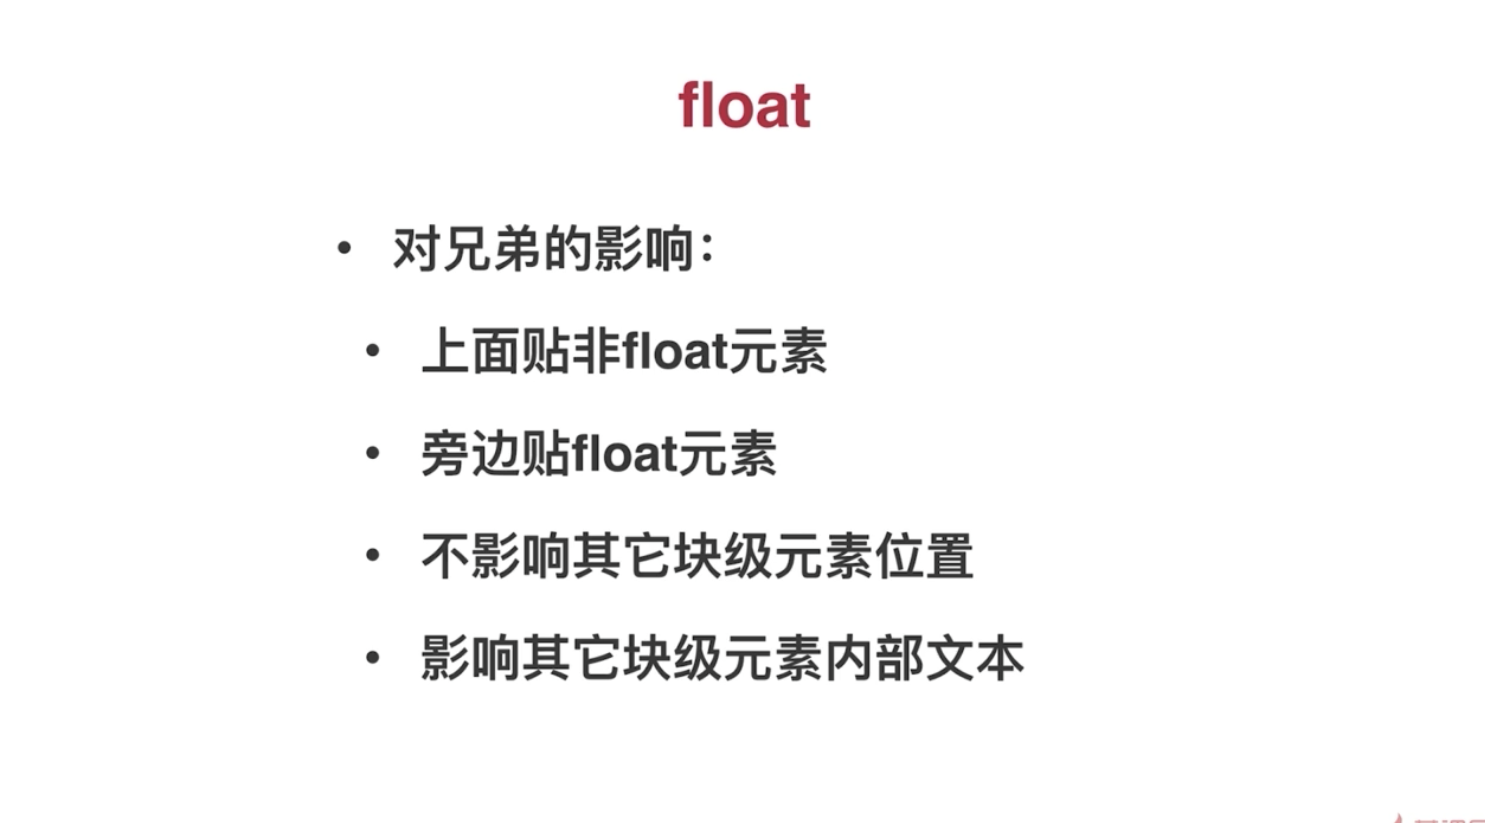 float
• 对兄弟的影响：
• 上面贴非float元素
• 旁边贴float元素
• 不影响其它块级元素位置
• 影响其它块级元素内部文本